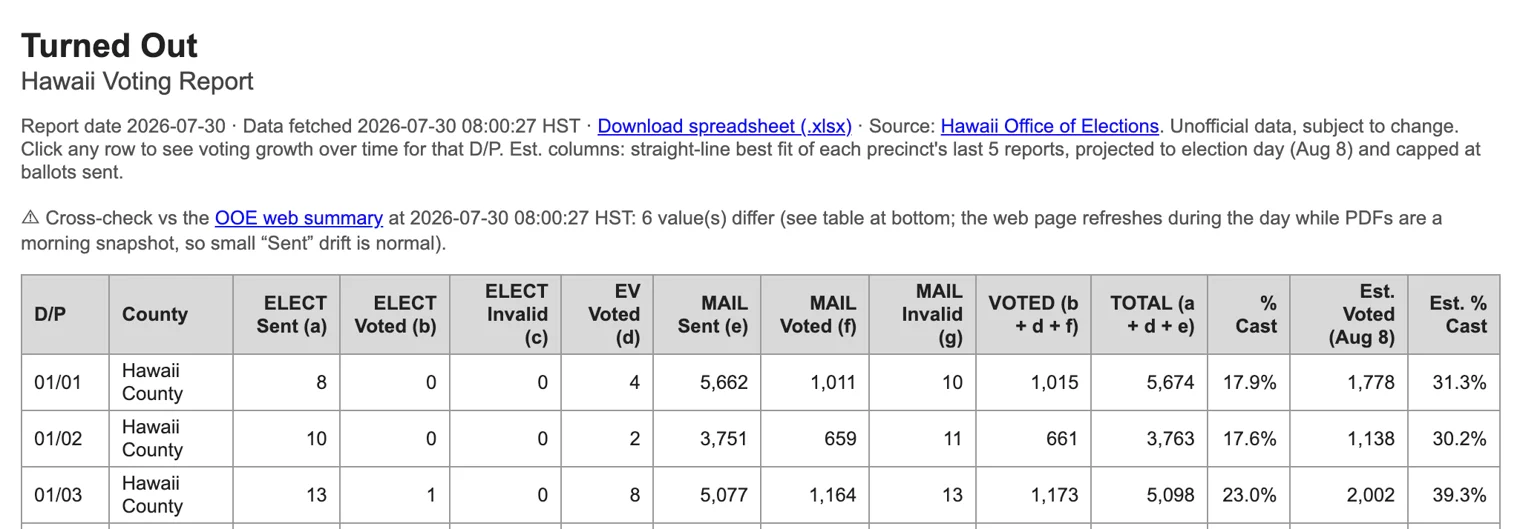 Turned Out
Hawaii Voting Report
Report date 2026-07-30 · Data fetched 2026-07-30 08:00:27 HST · Download spreadsheet (.xlsx) · Source: Hawaii Office of Elections. Unofficial data, subject to change.
Click any row to see voting growth over time for that D/P. Est. columns: straight-line best fit of each precinct's last 5 reports, projected to election day (Aug 8) and capped at
ballots sent.
⚠ Cross-check vs the OOE web summary at 2026-07-30 08:00:27 HST: 6 value(s) differ (see table at bottom; the web page refreshes during the day while PDFs are a
morning snapshot, so small “Sent” drift is normal).
D/P County ELECT Sent (a) ELECT Voted (b) ELECT Invalid (c) EV Voted (d) MAIL Sent (e) MAIL Voted (f) MAIL Invalid (g) VOTED (b + d + f) TOTAL (a + d + e) % Cast Est. Voted (Aug 8) Est. % Cast
01/01 Hawaii County 8 0 0 4 5,662 1,011 10 1,015 5,674 17.9% 1,778 31.3%
01/02 Hawaii County 10 0 0 2 3,751 659 11 661 3,763 17.6% 1,138 30.2%
01/03 Hawaii County 13 1 0 8 5,077 1,164 13 1,173 5,098 23.0% 2,002 39.3%